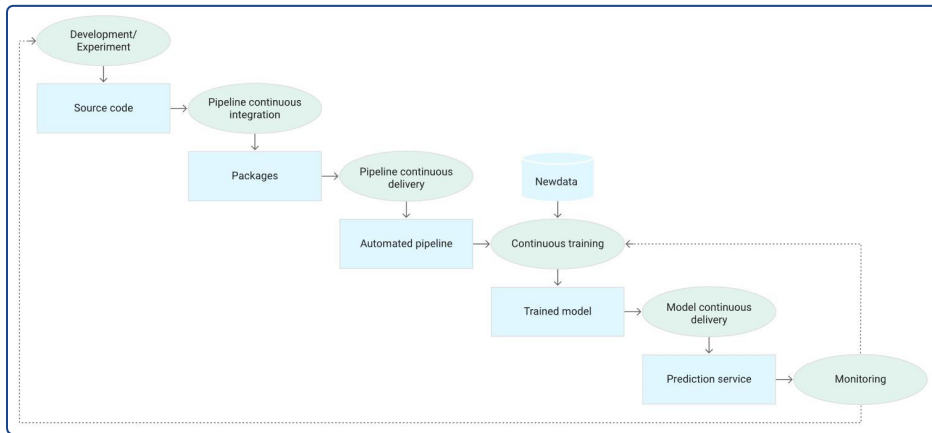 Development/
Experiment
Source code
Pipeline continuous
integration
Packages
Pipeline continuous
delivery
Newdata
Automated pipeline
Continuous training
Trained model
Model continuous
delivery
Prediction service
Monitoring